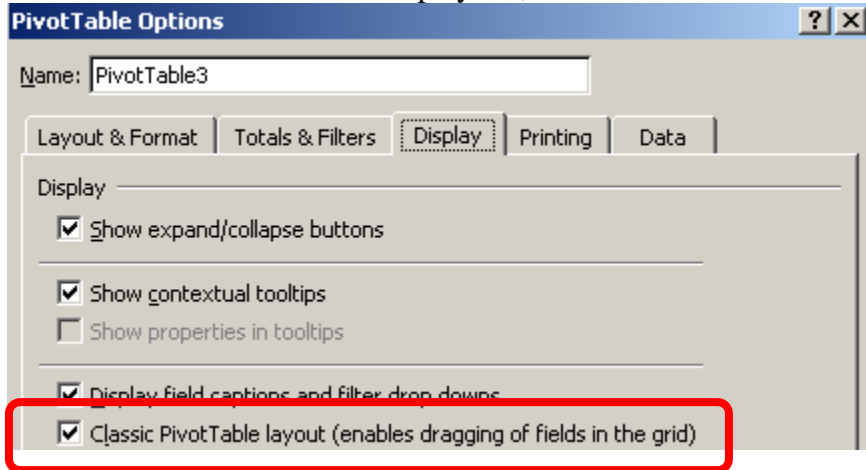 PivotTable Options
Name: PivotTable3
Layout & Format Totals & Filters Display Printing Data
Display
Show expand/collapse buttons
Show contextual tooltips
Show properties in tooltips
Display field captions and filter drop downs
Classic PivotTable layout (enables dragging of fields in the grid)